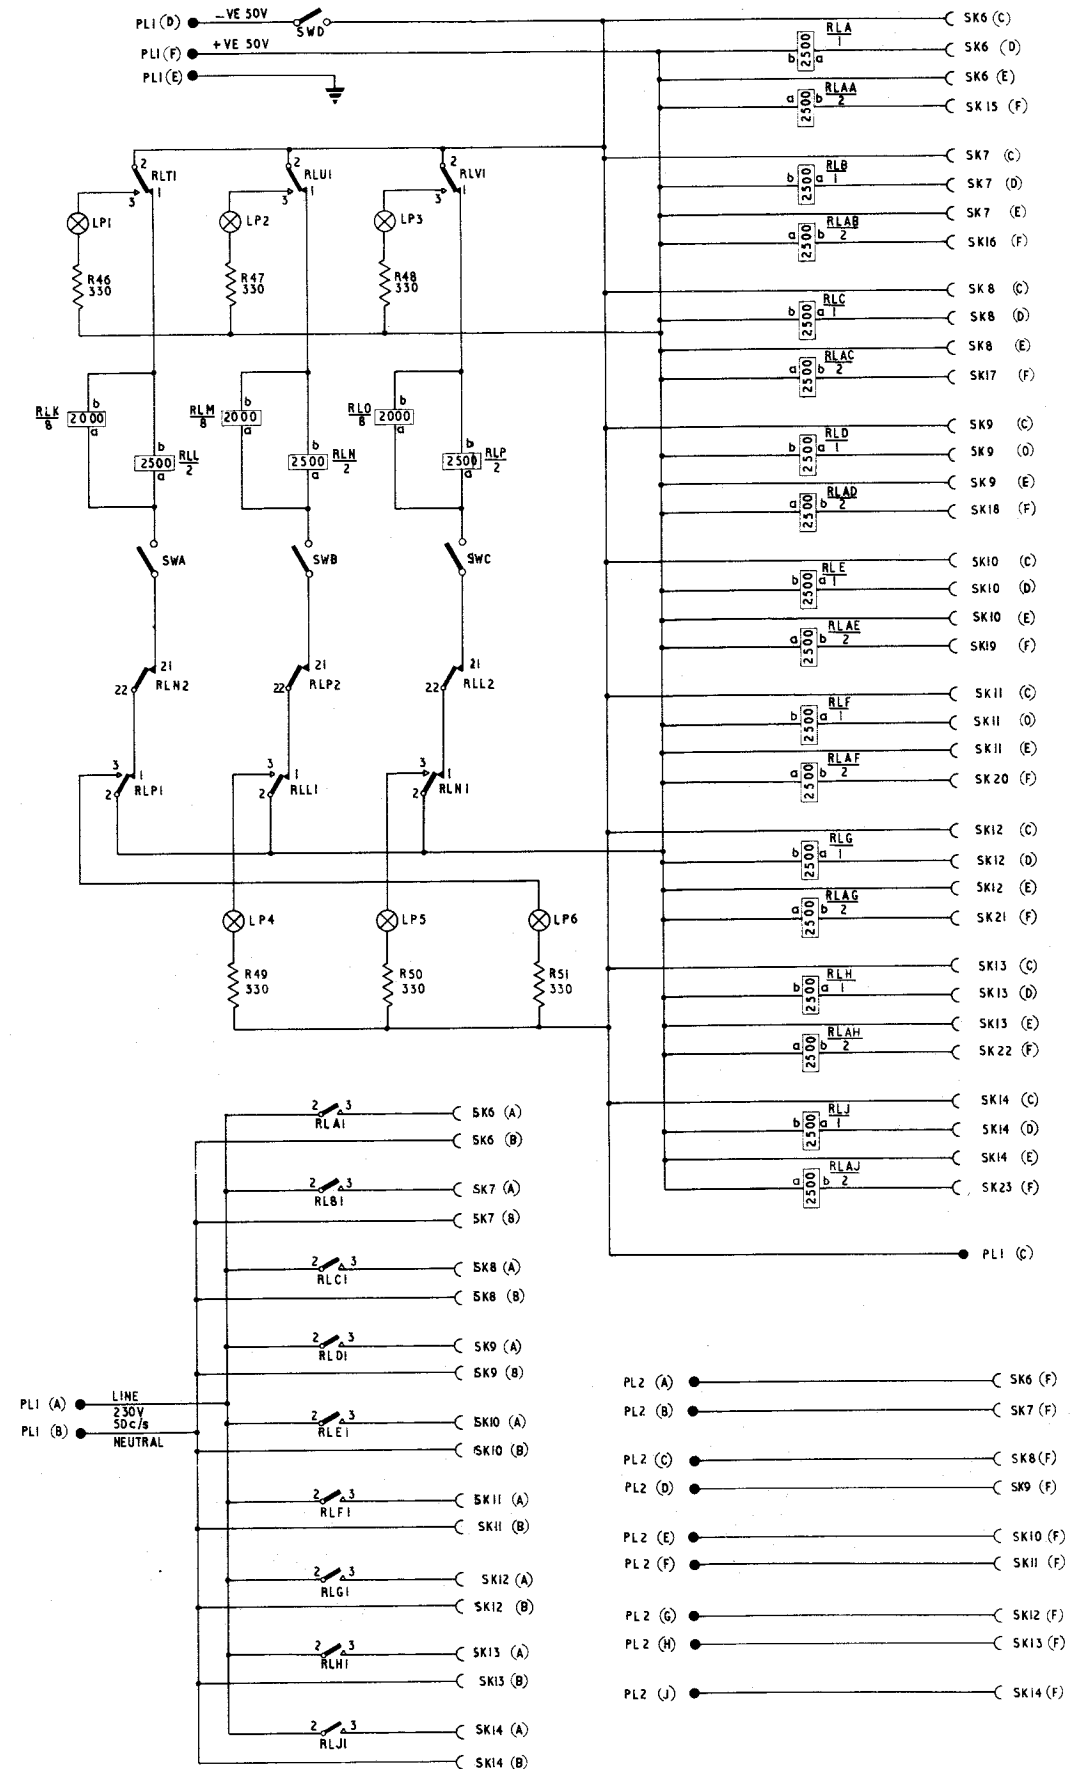 PL1 (D) -VE 50V SWD
PL1 (F) +VE 50V
PL1 (E)
RLA
1
2500
b a
SK6 (C)
SK6 (D)
SK6 (E)
RLAA
2
2500
a b
SK15 (F)
SK7 (C)
RLB
1
2500
b a
SK7 (D)
SK7 (E)
RLAB
2
2500
a b
SK16 (F)
SK8 (C)
RLC
1
2500
b a
SK8 (D)
SK8 (E)
RLAC
2
2500
a b
SK17 (F)
SK9 (C)
RLD
1
2500
b a
SK9 (D)
SK9 (E)
RLAD
2
2500
a b
SK18 (F)
SK10 (C)
RLE
1
2500
b a
SK10 (D)
SK10 (E)
RLAE
2
2500
a b
SK19 (F)
SK11 (C)
RLF
1
2500
b a
SK11 (D)
SK11 (E)
RLAF
2
2500
a b
SK20 (F)
SK12 (C)
RLG
1
2500
b a
SK12 (D)
SK12 (E)
RLAG
2
2500
a b
SK21 (F)
SK13 (C)
RLH
1
2500
b a
SK13 (D)
SK13 (E)
RLAH
2
2500
a b
SK22 (F)
SK14 (C)
RLJ
1
2500
b a
SK14 (D)
SK14 (E)
RLAJ
2
2500
a b
SK23 (F)
PL1 (C)
2 RLT1
3 1
2 RLU1
3 1
2 RLV1
3 1
LP1 LP2 LP3
R46
330
R47
330
R48
330
RLK
8
b
2000
a
RLL
2
b
2500
a
RLM
8
b
2000
a
RLN
2
b
2500
a
RLO
8
b
2000
a
RLP
2
b
2500
a
SWA SWB SWC
21
22 RLN2
21
22 RLP2
21
22 RLL2
3 1
2 RLP1
3 1
2 RLL1
3 1
2 RLN1
LP4 LP5 LP6
R49
330
R50
330
R51
330
2 3
RLA1
SK6 (A)
SK6 (B)
2 3
RLB1
SK7 (A)
SK7 (B)
2 3
RLC1
SK8 (A)
SK8 (B)
2 3
RLD1
SK9 (A)
SK9 (B)
PL1 (A) LINE
230V
50c/s
PL1 (B) NEUTRAL
2 3
RLE1
SK10 (A)
SK10 (B)
2 3
RLF1
SK11 (A)
SK11 (B)
2 3
RLG1
SK12 (A)
SK12 (B)
2 3
RLH1
SK13 (A)
SK13 (B)
2 3
RLJ1
SK14 (A)
SK14 (B)
PL2 (A) SK6 (F)
PL2 (B) SK7 (F)
PL2 (C) SK8 (F)
PL2 (D) SK9 (F)
PL2 (E) SK10 (F)
PL2 (F) SK11 (F)
PL2 (G) SK12 (F)
PL2 (H) SK13 (F)
PL2 (J) SK14 (F)